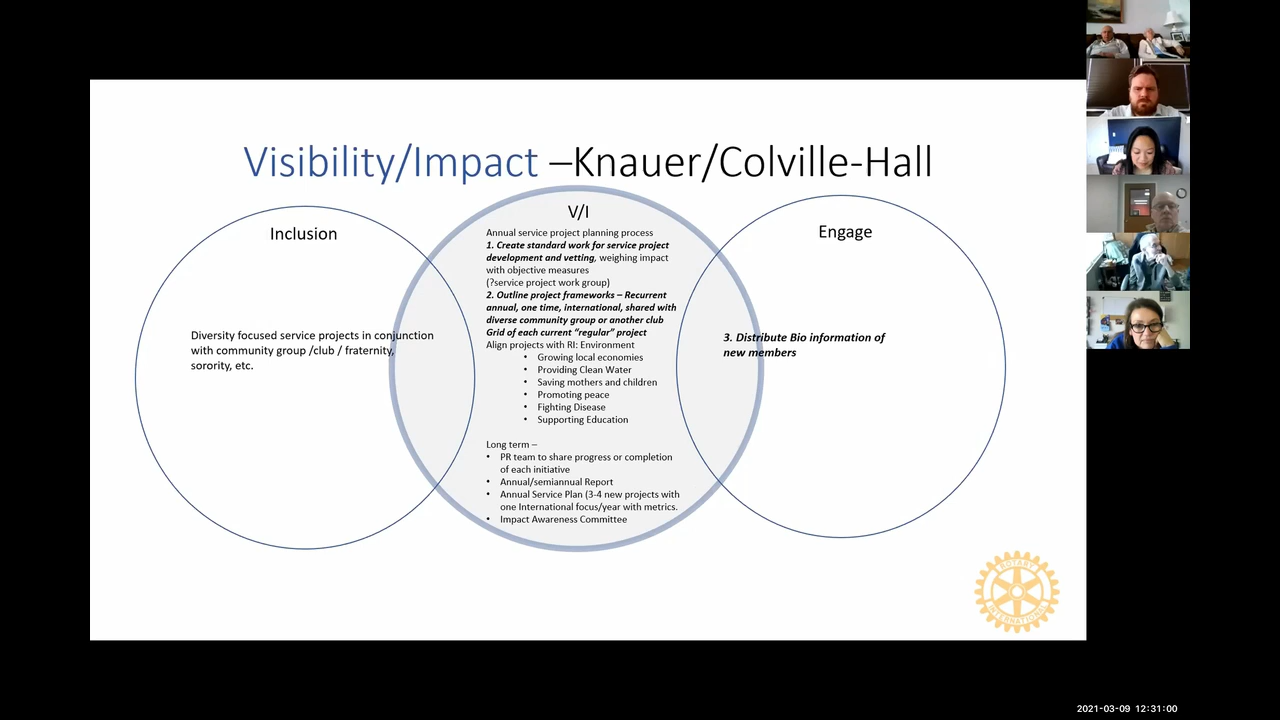 Visibility/Impact –Knauer/Colville-Hall
Inclusion
Diversity focused service projects in conjunction
with community group /club / fraternity,
sorority, etc.
V/I
Annual service project planning process
1. Create standard work for service project
development and vetting, weighing impact
with objective measures
(?service project work group)
2. Outline project frameworks – Recurrent
annual, one time, international, shared with
diverse community group or another club
Grid of each current “regular” project
Align projects with RI: Environment
• Growing local economies
• Providing Clean Water
• Saving mothers and children
• Promoting peace
• Fighting Disease
• Supporting Education
Long term –
• PR team to share progress or completion
of each initiative
• Annual/semiannual Report
• Annual Service Plan (3-4 new projects with
one International focus/year with metrics.
• Impact Awareness Committee
Engage
3. Distribute Bio information of
new members
ROTARY
INTERNATIONAL
2021-03-09 12:31:00